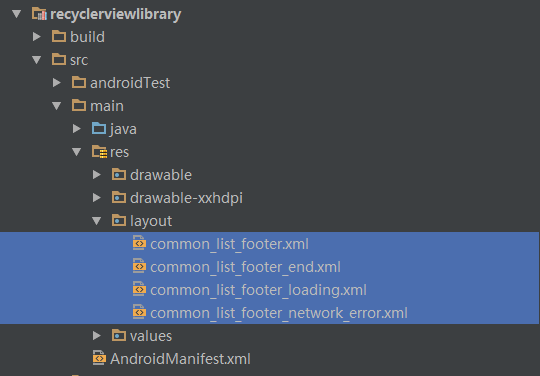 recyclerviewlibrary
build
src
androidTest
main
java
res
drawable
drawable-xxhdpi
layout
common_list_footer.xml
common_list_footer_end.xml
common_list_footer_loading.xml
common_list_footer_network_error.xml
values
AndroidManifest.xml